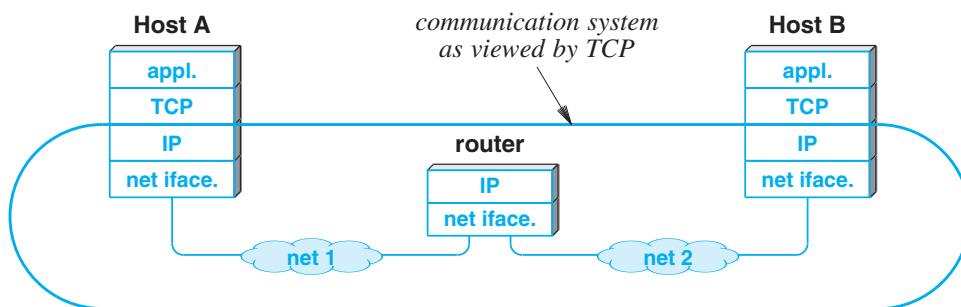 communication system
as viewed by TCP
Host A
appl.
TCP
IP
net iface.
Host B
appl.
TCP
IP
net iface.
router
IP
net iface.
net 1
net 2